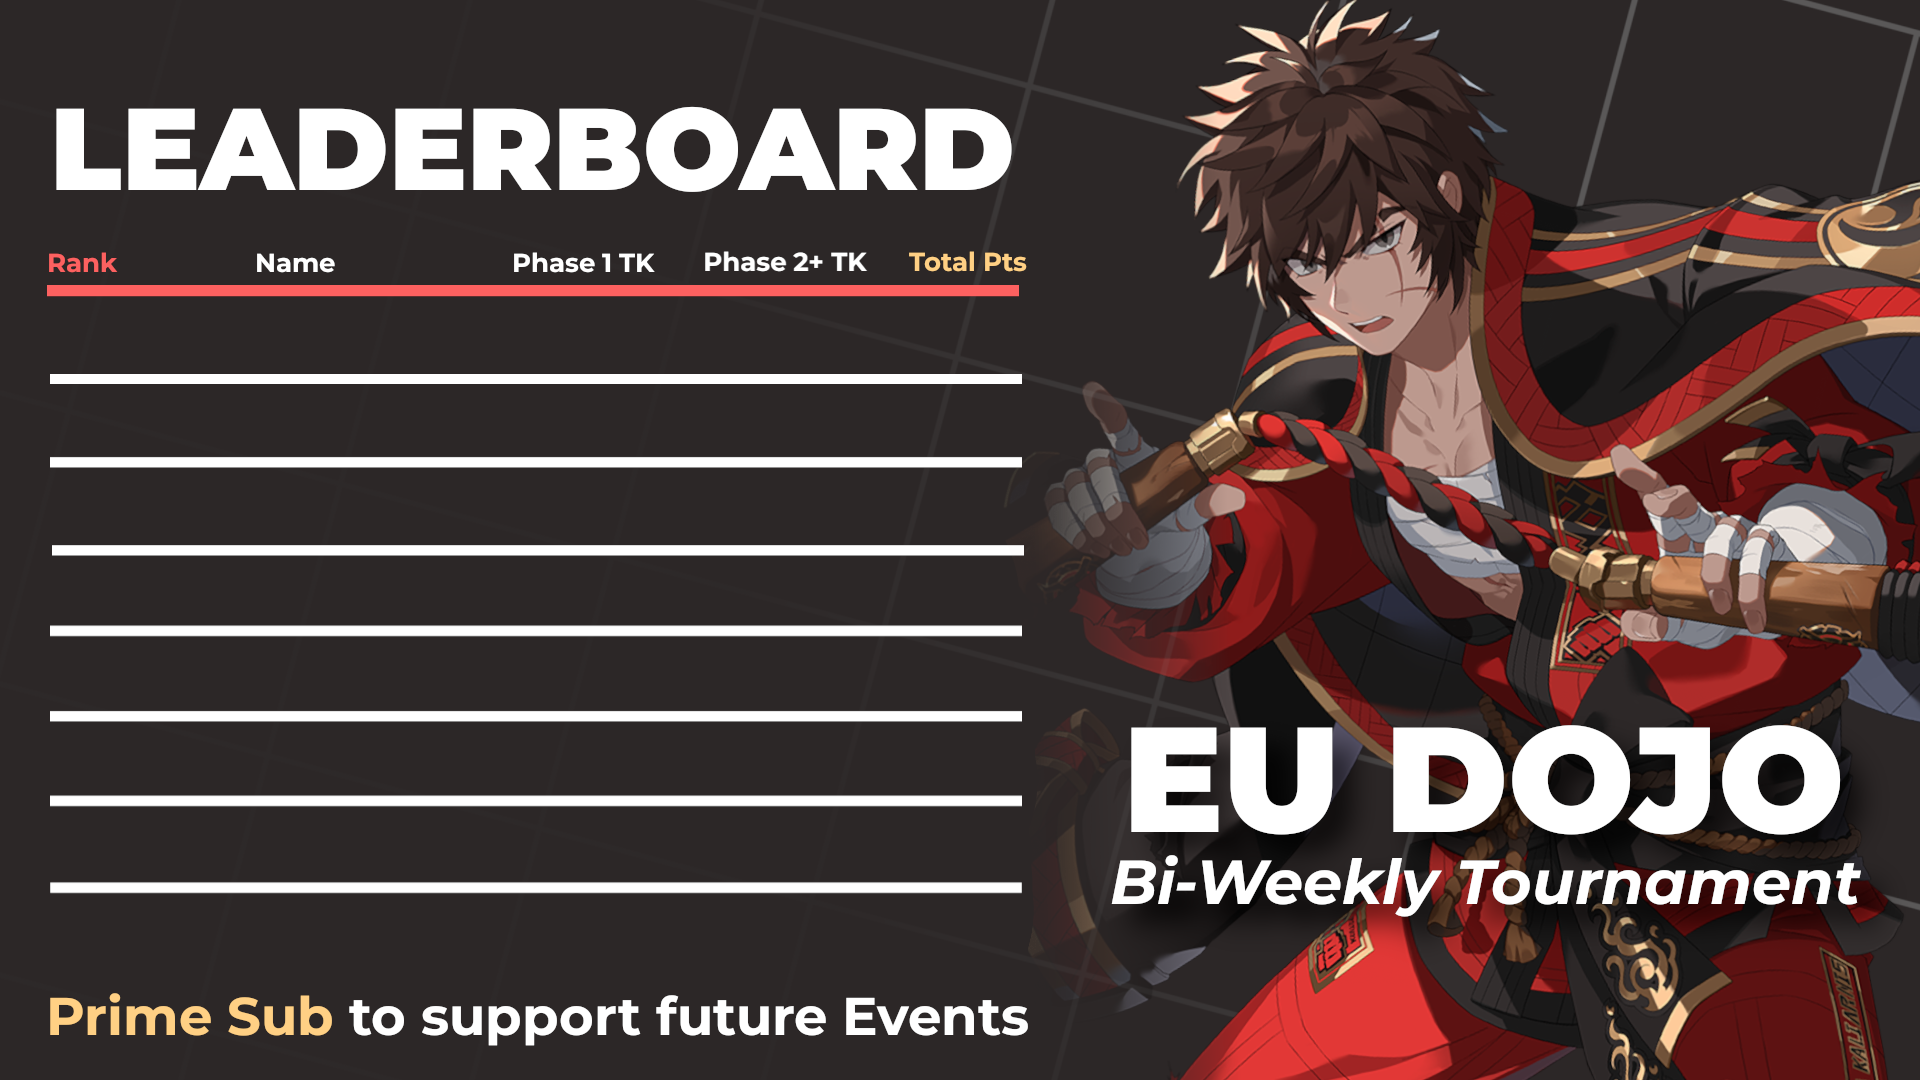 LEADERBOARD
Rank Name Phase 1 TK Phase 2+ TK Total Pts
EU DOJO
Bi-Weekly Tournament
KALTARNIS
Prime Sub to support future Events